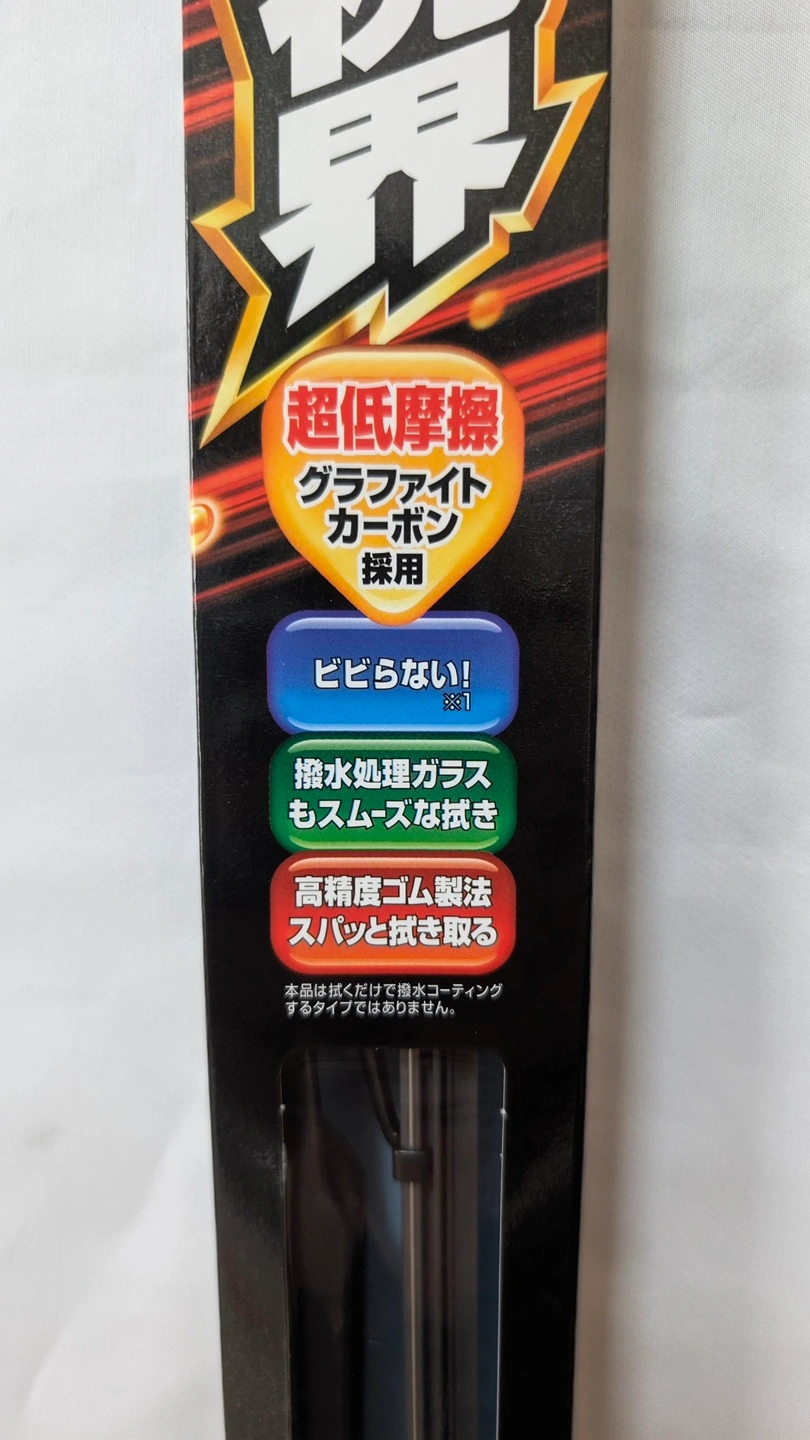 視
界
超低摩擦
グラファイト
カーボン
採用
ビビらない!
※1
撥水処理ガラス
もスムーズな拭き
高精度ゴム製法
スパッと拭き取る
本品は拭くだけで撥水コーティング
するタイプではありません。